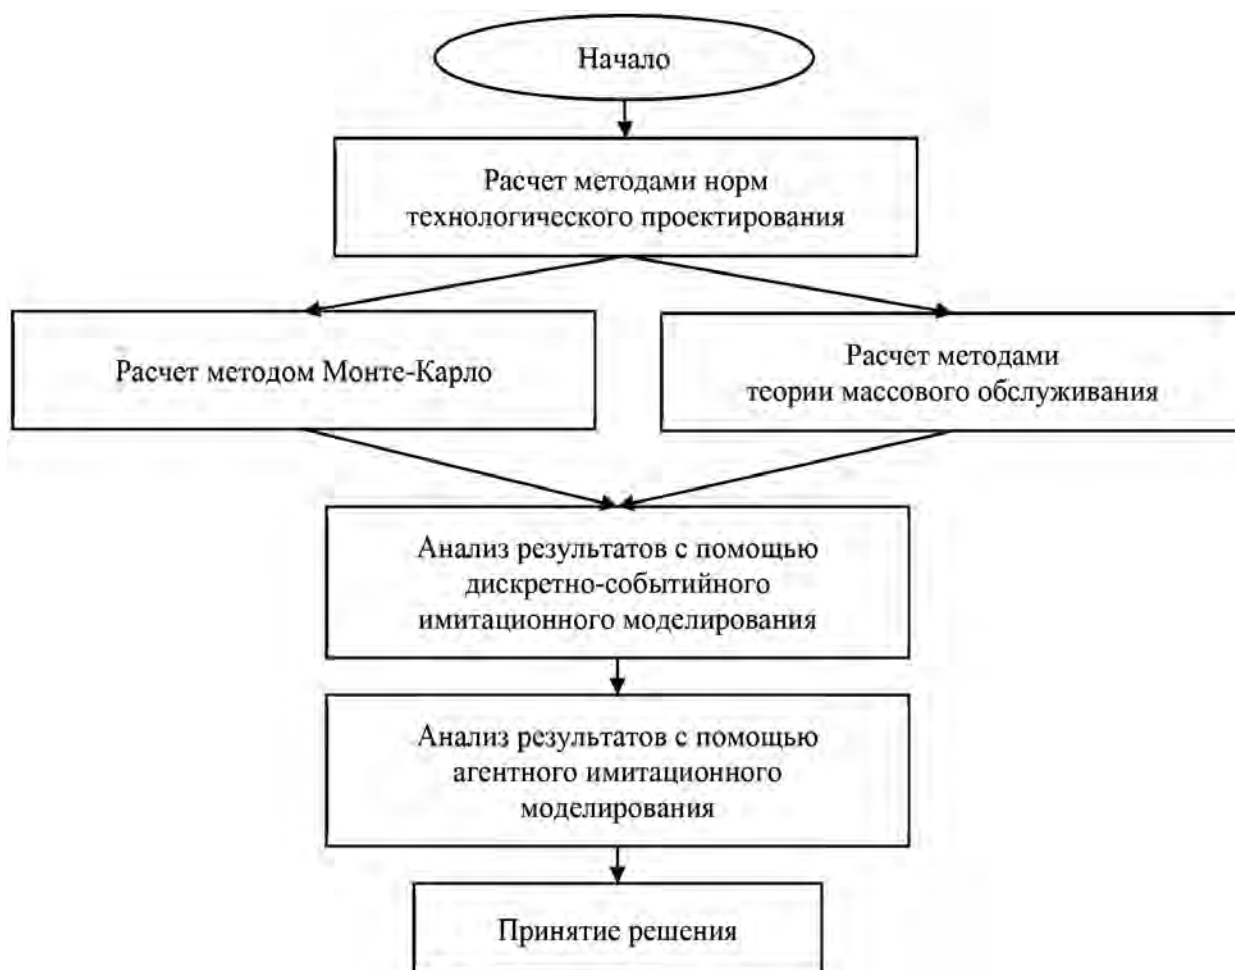 Начало
Расчет методами норм
технологического проектирования
Расчет методом Монте-Карло
Расчет методами
теории массового обслуживания
Анализ результатов с помощью
дискретно-событийного
имитационного моделирования
Анализ результатов с помощью
агентного имитационного
моделирования
Принятие решения